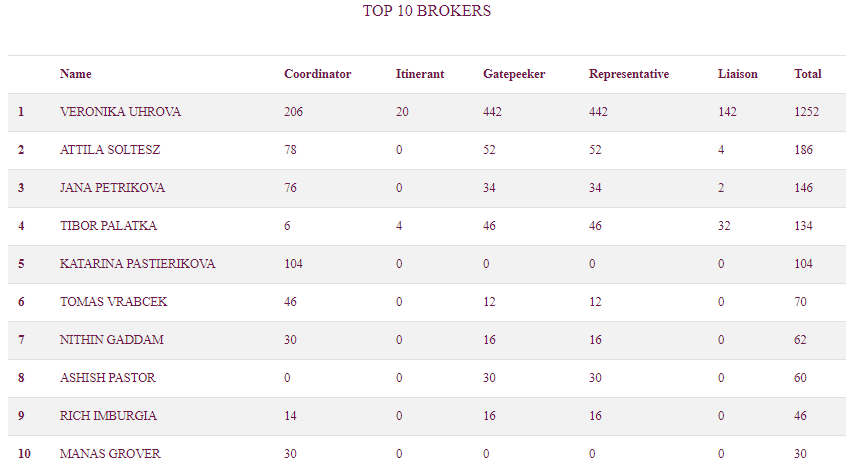 TOP 10 BROKERS
Name Coordinator Itinerant Gatepeeker Representative Liaison Total
1 VERONIKA UHROVA 206 20 442 442 142 1252
2 ATTILA SOLTESZ 78 0 52 52 4 186
3 JANA PETRIKOVA 76 0 34 34 2 146
4 TIBOR PALATKA 6 4 46 46 32 134
5 KATARINA PASTIERIKOVA 104 0 0 0 0 104
6 TOMAS VRABCEK 46 0 12 12 0 70
7 NITHIN GADDAM 30 0 16 16 0 62
8 ASHISH PASTOR 0 0 30 30 0 60
9 RICH IMBURGIA 14 0 16 16 0 46
10 MANAS GROVER 30 0 0 0 0 30